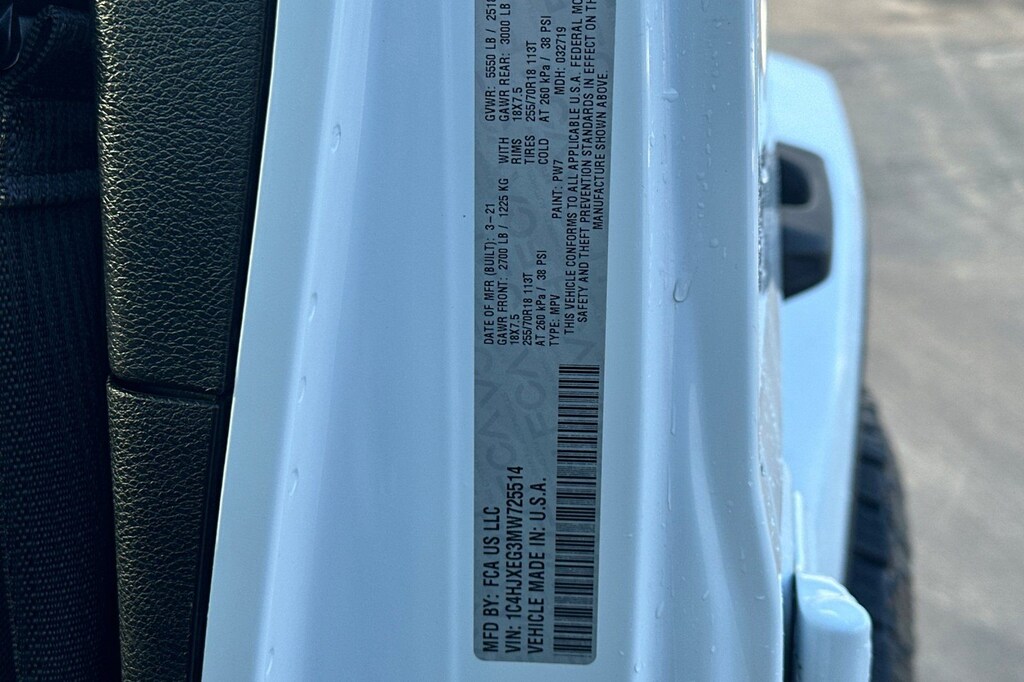 MFD BY: FCA US LLC
VIN: 1C4HJXEG3MW725514
VEHICLE MADE IN: U.S.A.
DATE OF MFR (BUILT): 3-21 GVWR: 5550 LB / 251
GAWR FRONT: 2700 LB / 1225 KG WITH GAWR REAR: 3000 LB
18X7.5 RIMS 18X7.5
255/70R18 113T TIRES 255/70R18 113T
AT 260 kPa / 38 PSI COLD AT 260 kPa / 38 PSI
TYPE: MPV PAINT: PW7 MDH: 032719
THIS VEHICLE CONFORMS TO ALL APPLICABLE U.S.A. FEDERAL MO
SAFETY AND THEFT PREVENTION STANDARDS IN EFFECT ON TH
MANUFACTURE SHOWN ABOVE.